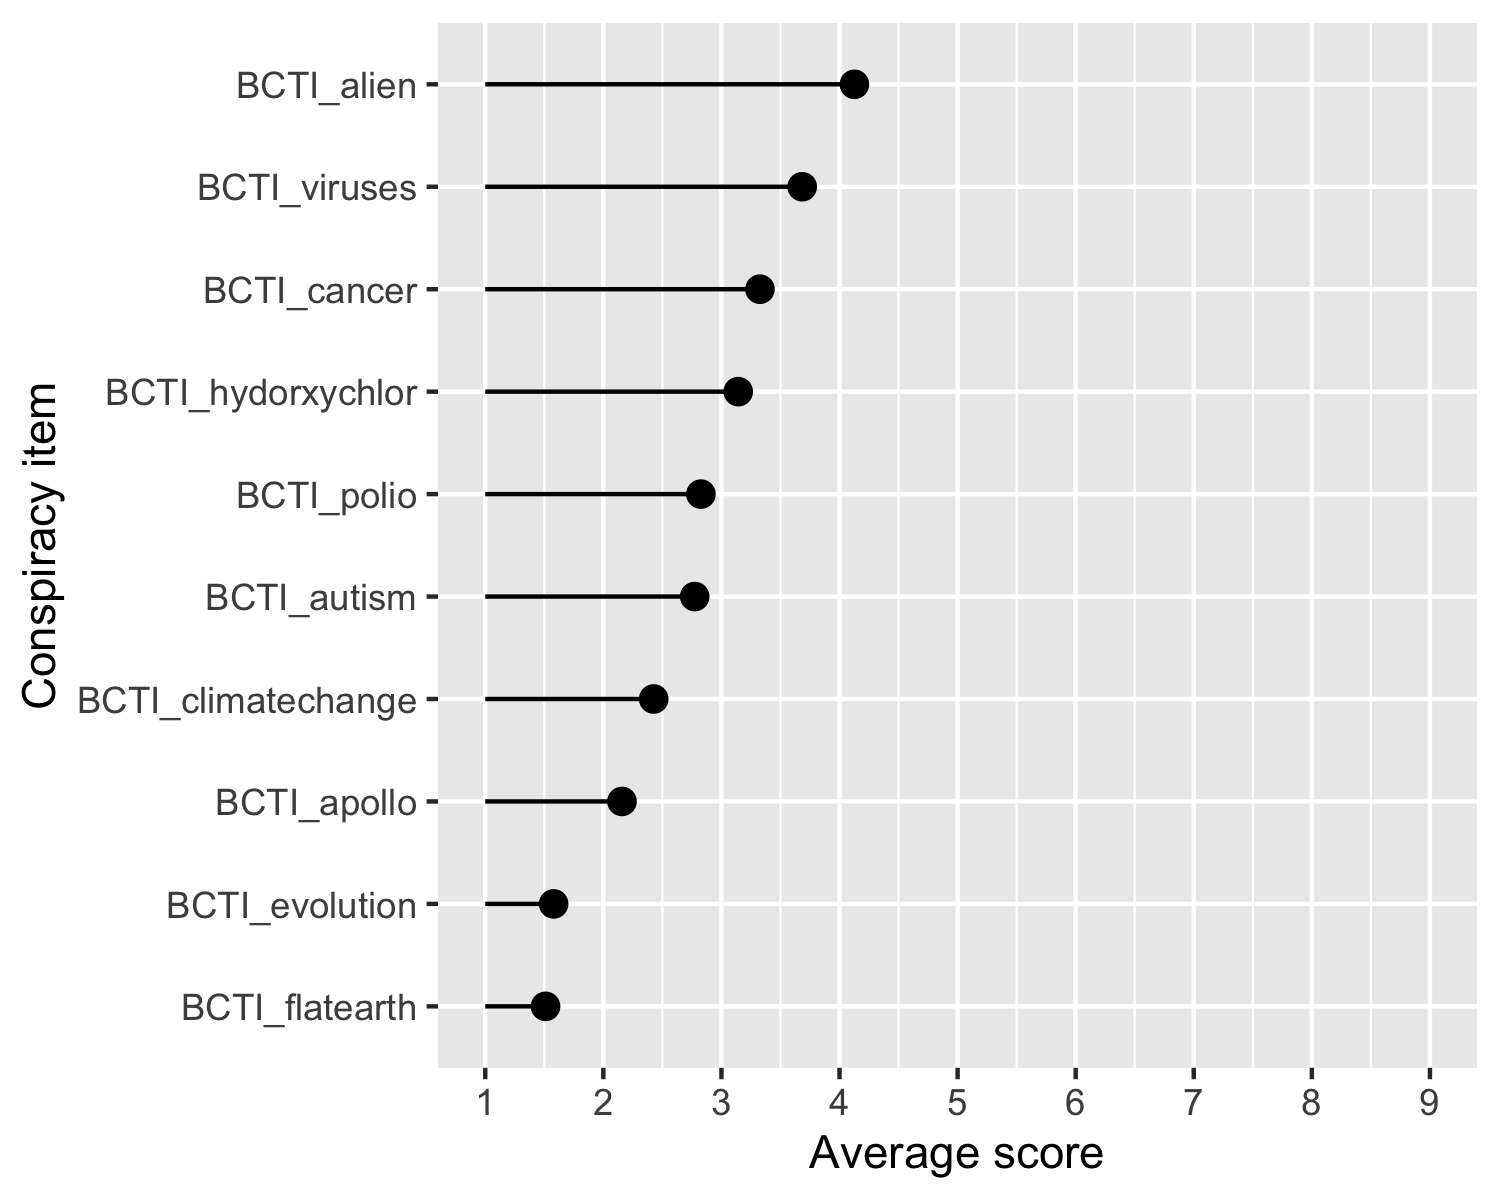 BCTI_alien
BCTI_viruses
BCTI_cancer
BCTI_hydorxychlor
BCTI_polio
BCTI_autism
BCTI_climatechange
BCTI_apollo
BCTI_evolution
BCTI_flatearth
Conspiracy item
1 2 3 4 5 6 7 8 9
Average score